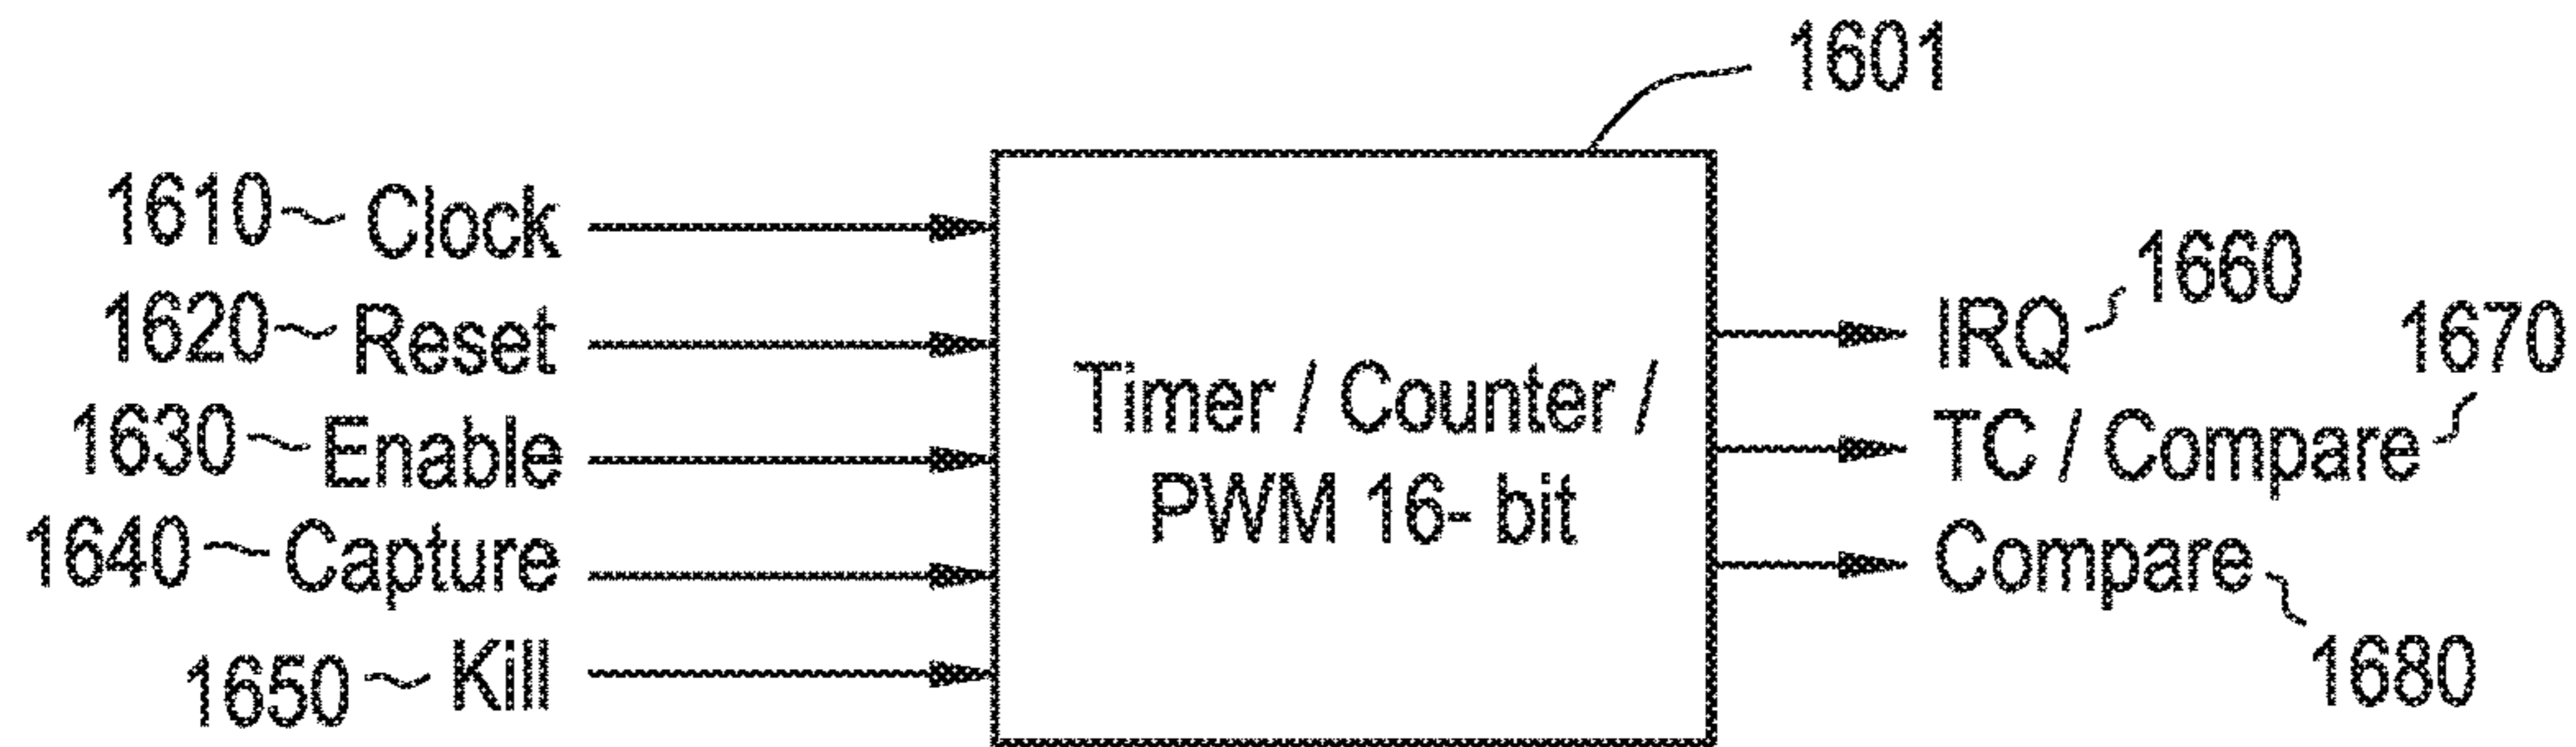 1601
1610 Clock
1620 Reset
1630 Enable
1640 Capture
1650 Kill
Timer / Counter /
PWM 16- bit
IRQ 1660
TC / Compare 1670
Compare 1680